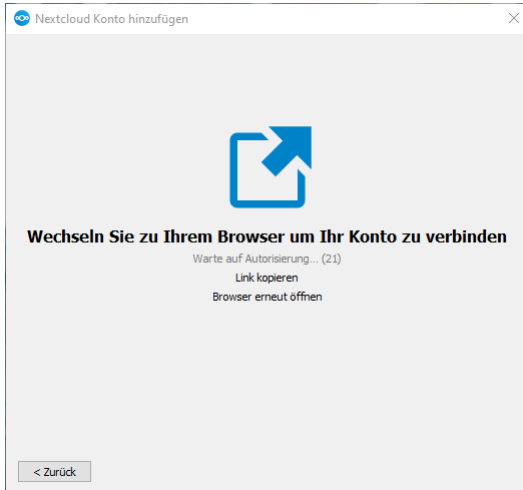 Nextcloud Konto hinzufügen
Wechseln Sie zu Ihrem Browser um Ihr Konto zu verbinden
Warte auf Autorisierung... (21)
Link kopieren
Browser erneut öffnen
< Zurück